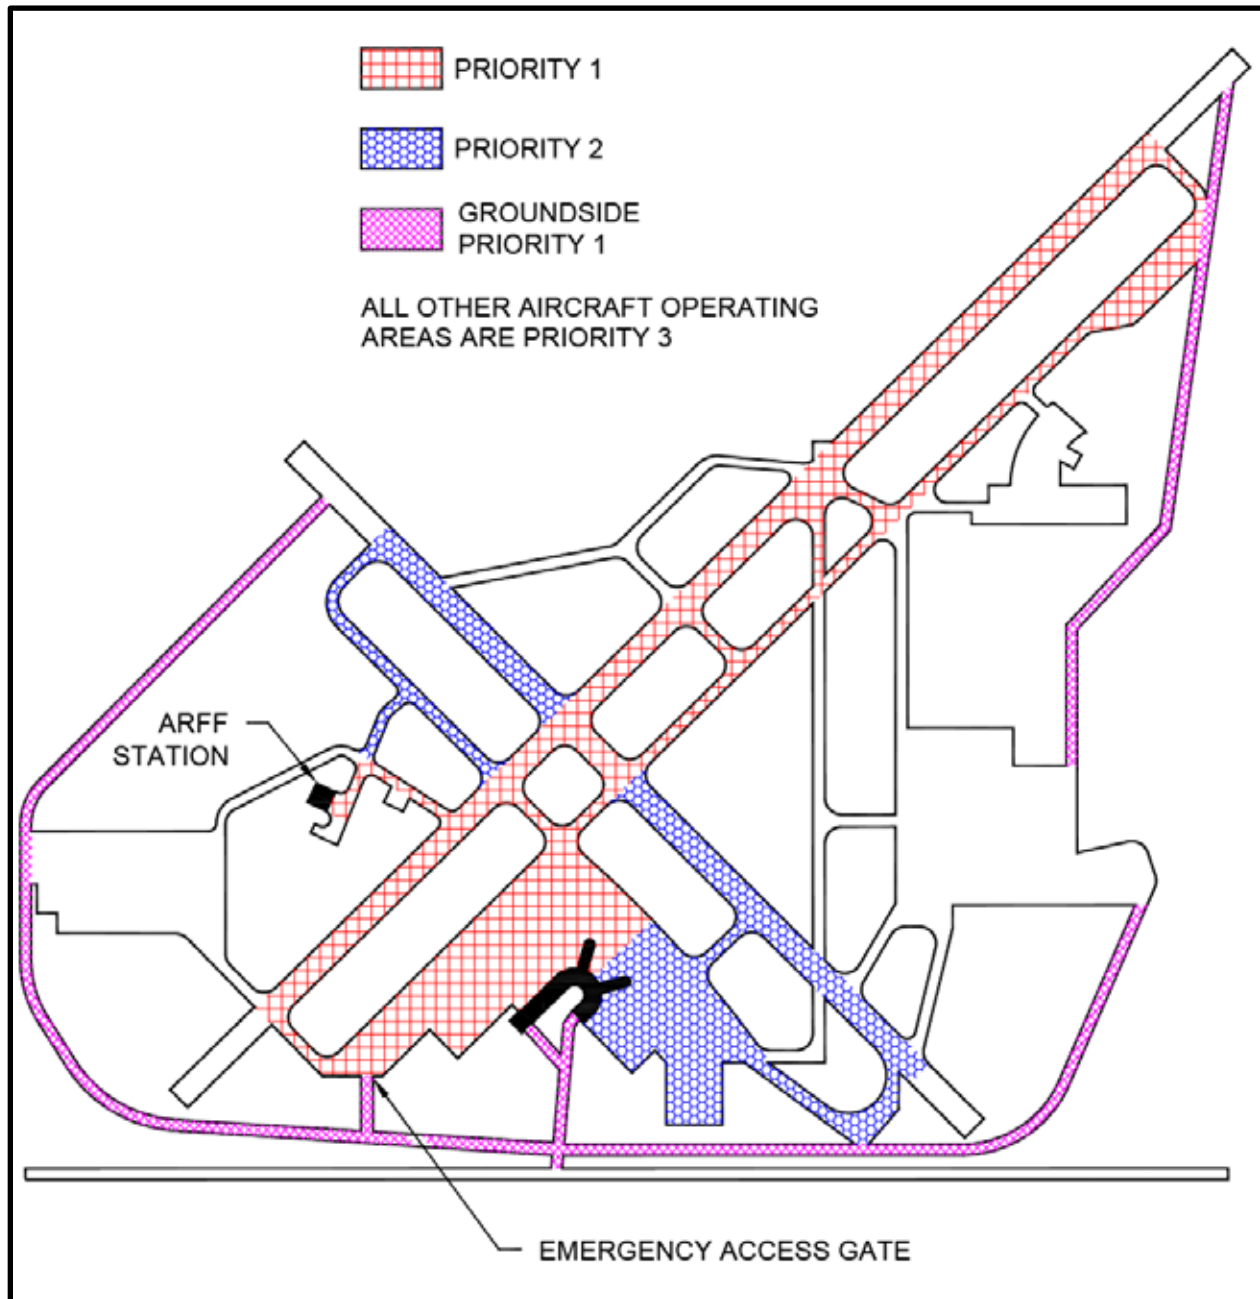 PRIORITY 1
PRIORITY 2
GROUNDSIDE
PRIORITY 1
ALL OTHER AIRCRAFT OPERATING
AREAS ARE PRIORITY 3
ARFF
STATION
EMERGENCY ACCESS GATE